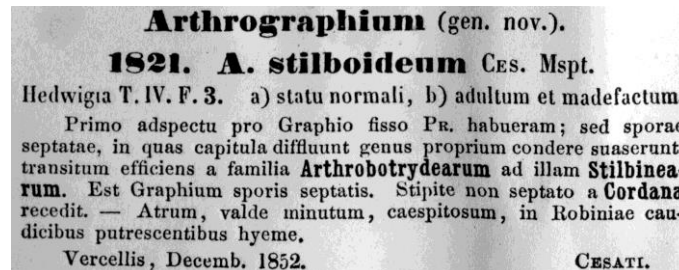 Arthrographium (gen. nov.).
1821. A. stilboideum CES. Mspt.
Hedwigia T. IV. F. 3. a) statu normali, b) adultum et madefactum
Primo adspectu pro Graphio fisso PR. habueram; sed sporae
septatae, in quas capitula diffluunt genus proprium condere suaserunt
transitum efficiens a familia Arthrobotrydearum ad illam Stilbinea-
rum. Est Graphium sporis septatis. Stipite non septato a Cordana
recedit. — Atrum, valde minutum, caespitosum, in Robiniae cau-
dicibus putrescentibus hyeme.
Vercellis, Decemb. 1852. CESATI.